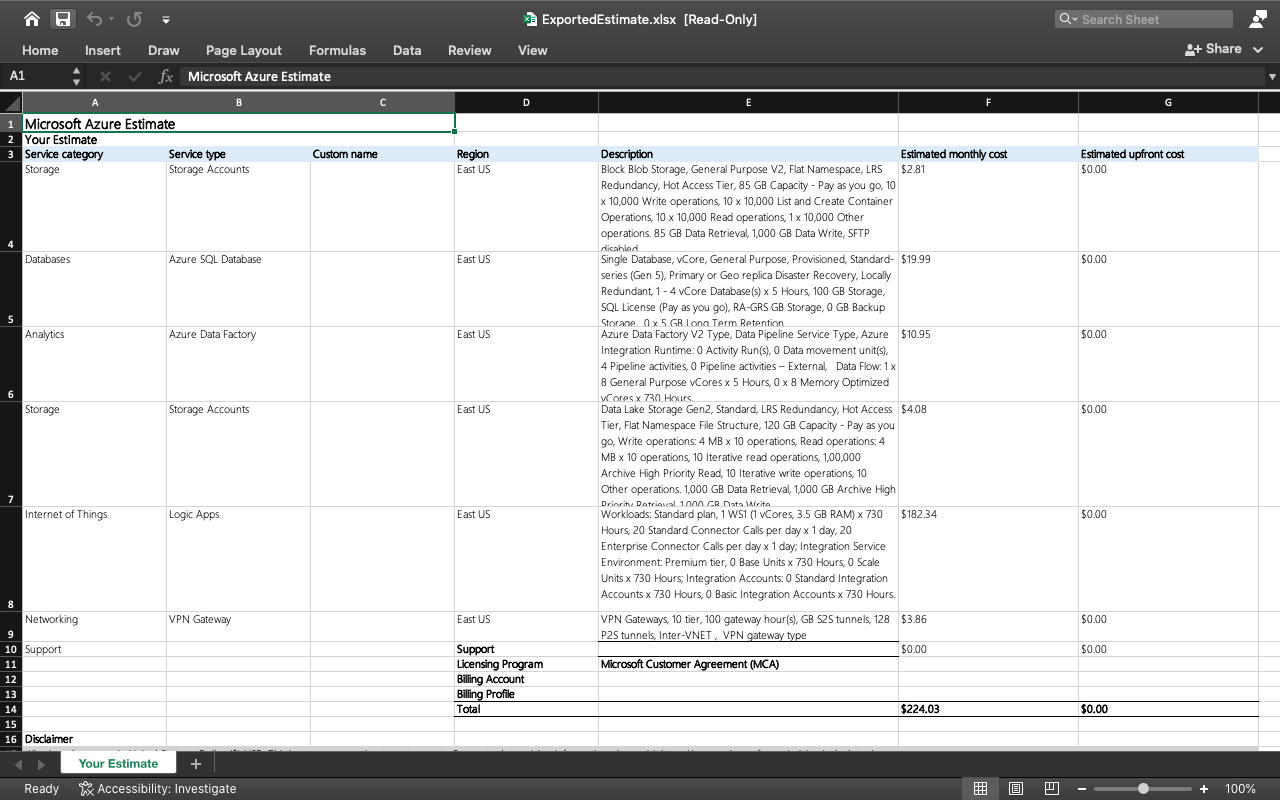 ExportedEstimate.xlsx [Read-Only]
Search Sheet
Home Insert Draw Page Layout Formulas Data Review View Share
A1 fx Microsoft Azure Estimate
A B C D E F G
1 Microsoft Azure Estimate
2 Your Estimate
3 Service category Service type Custom name Region Description Estimated monthly cost Estimated upfront cost
Storage Storage Accounts East US Block Blob Storage, General Purpose V2, Flat Namespace, LRS $2.81 $0.00
Redundancy, Hot Access Tier, 85 GB Capacity - Pay as you go, 10
x 10,000 Write operations, 10 x 10,000 List and Create Container
Operations, 10 x 10,000 Read operations, 1 x 10,000 Other
operations. 85 GB Data Retrieval, 1,000 GB Data Write, SFTP
4 disabled
Databases Azure SQL Database East US Single Database, vCore, General Purpose, Provisioned, Standard- $19.99 $0.00
series (Gen 5), Primary or Geo replica Disaster Recovery, Locally
Redundant, 1 - 4 vCore Database(s) x 5 Hours, 100 GB Storage,
SQL License (Pay as you go), RA-GRS GB Storage, 0 GB Backup
5 Storage, 0 x 5 GB Long Term Retention
Analytics Azure Data Factory East US Azure Data Factory V2 Type, Data Pipeline Service Type, Azure $10.95 $0.00
Integration Runtime: 0 Activity Run(s), 0 Data movement unit(s),
4 Pipeline activities, 0 Pipeline activities – External, Data Flow: 1 x
8 General Purpose vCores x 5 Hours, 0 x 8 Memory Optimized
6 vCores x 730 Hours
Storage Storage Accounts East US Data Lake Storage Gen2, Standard, LRS Redundancy, Hot Access $4.08 $0.00
Tier, Flat Namespace File Structure, 120 GB Capacity - Pay as you
go, Write operations: 4 MB x 10 operations, Read operations: 4
MB x 10 operations, 10 Iterative read operations, 1,00,000
Archive High Priority Read, 10 Iterative write operations, 10
Other operations. 1,000 GB Data Retrieval, 1,000 GB Archive High
7 Priority Retrieval, 1,000 GB Data Write
Internet of Things Logic Apps East US Workloads: Standard plan, 1 WS1 (1 vCores, 3.5 GB RAM) x 730 $182.34 $0.00
Hours, 20 Standard Connector Calls per day x 1 day, 20
Enterprise Connector Calls per day x 1 day; Integration Service
Environment: Premium tier, 0 Base Units x 730 Hours, 0 Scale
Units x 730 Hours; Integration Accounts: 0 Standard Integration
8 Accounts x 730 Hours, 0 Basic Integration Accounts x 730 Hours.
Networking VPN Gateway East US VPN Gateways, 10 tier, 100 gateway hour(s), GB S2S tunnels, 128 $3.86 $0.00
9 P2S tunnels, Inter-VNET , VPN gateway type
10 Support Support $0.00 $0.00
11 Licensing Program Microsoft Customer Agreement (MCA)
12 Billing Account
13 Billing Profile
14 Total $224.03 $0.00
15
16 Disclaimer
Your Estimate +
Ready Accessibility: Investigate 100%